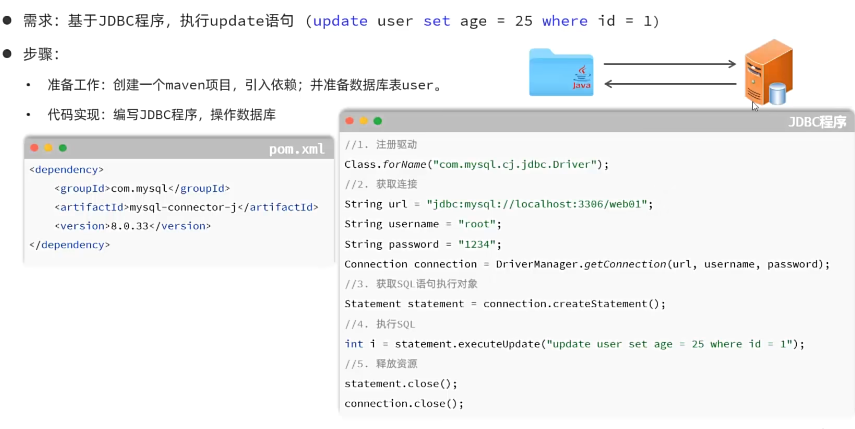 ● 需求：基于JDBC程序，执行update语句 (update user set age = 25 where id = 1)
● 步骤：
• 准备工作：创建一个maven项目，引入依赖；并准备数据库表user。
• 代码实现：编写JDBC程序，操作数据库
Java
pom.xml
<dependency>
    <groupId>com.mysql</groupId>
    <artifactId>mysql-connector-j</artifactId>
    <version>8.0.33</version>
</dependency>
JDBC程序
//1. 注册驱动
Class.forName("com.mysql.cj.jdbc.Driver");
//2. 获取连接
String url = "jdbc:mysql://localhost:3306/web01";
String username = "root";
String password = "1234";
Connection connection = DriverManager.getConnection(url, username, password);
//3. 获取SQL语句执行对象
Statement statement = connection.createStatement();
//4. 执行SQL
int i = statement.executeUpdate("update user set age = 25 where id = 1");
//5. 释放资源
statement.close();
connection.close();